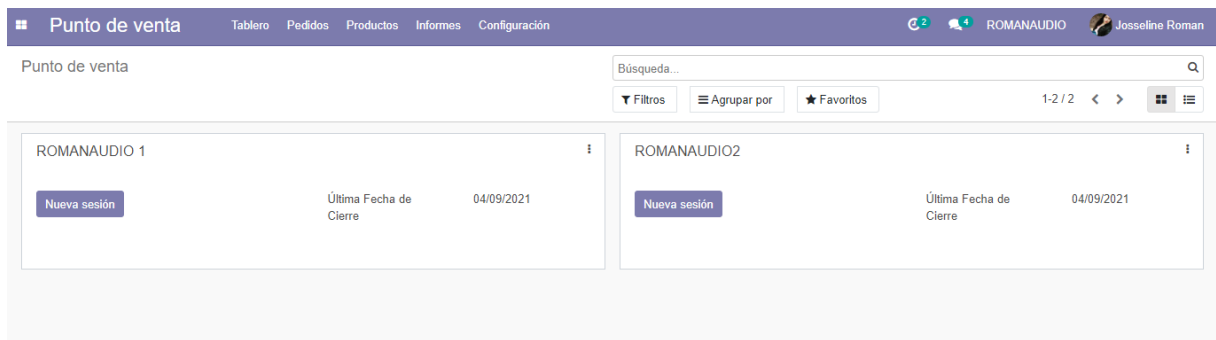 Punto de venta Tablero Pedidos Productos Informes Configuración 2 4 ROMANAUDIO Josseline Roman
Punto de venta
Búsqueda...
Filtros Agrupar por Favoritos 1-2 / 2
ROMANAUDIO 1
Nueva sesión
Última Fecha de
Cierre
04/09/2021
ROMANAUDIO2
Nueva sesión
Última Fecha de
Cierre
04/09/2021